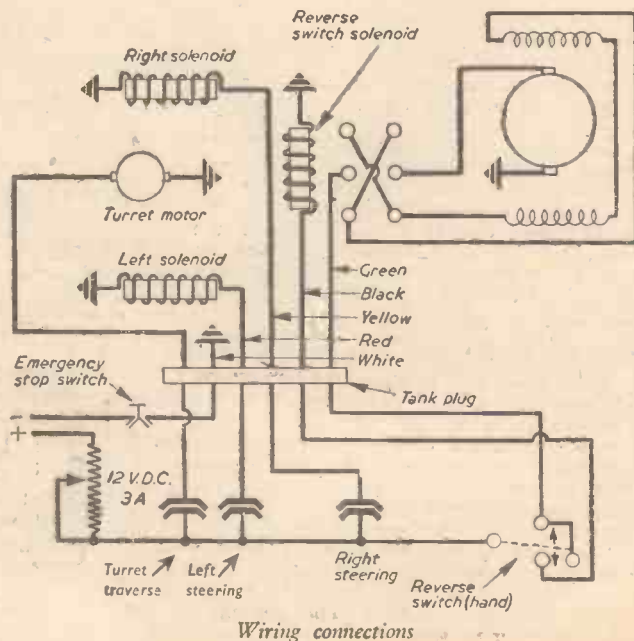 Reverse
switch solenoid
Right solenoid
Turret motor
Left solenoid
Green
Black
Yellow
Red
White
Emergency
stop switch
Tank plug
-
+
12 V.D.C.
3A
Turret
traverse
Left
steering
Right
steering
Reverse
switch (hand)
Wiring connections